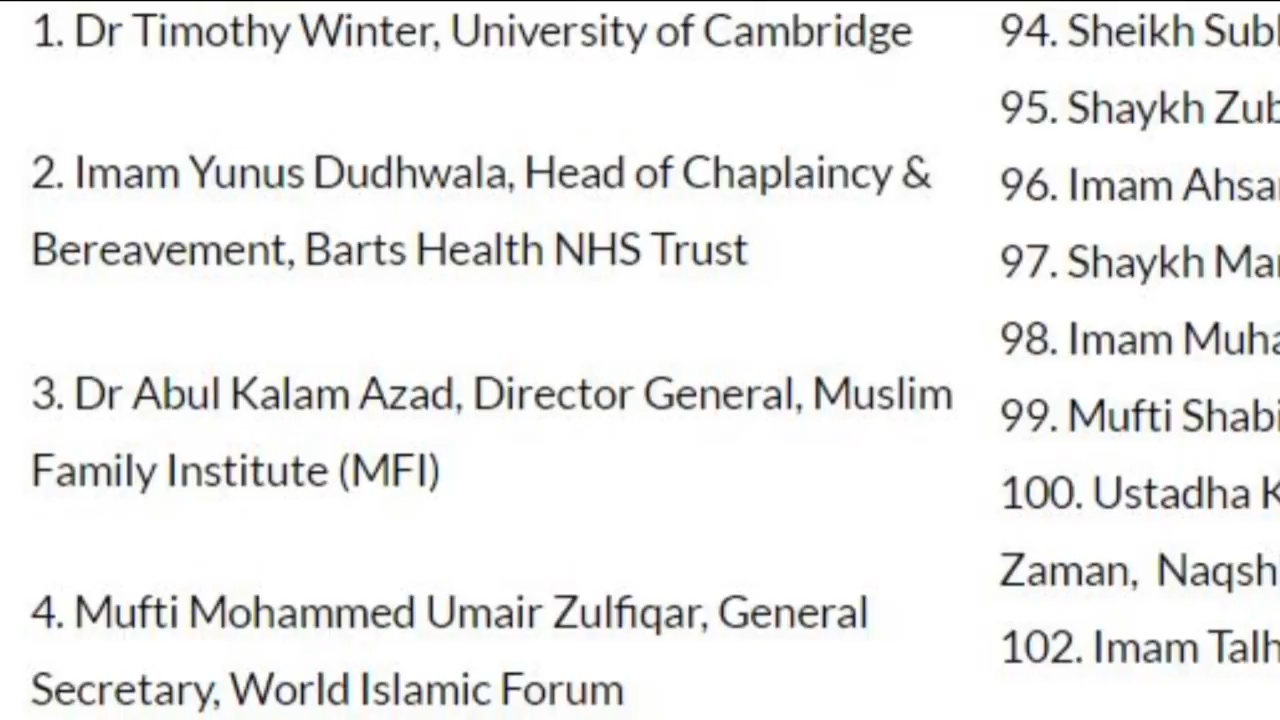 1. Dr Timothy Winter, University of Cambridge
2. Imam Yunus Dudhwala, Head of Chaplaincy &
Bereavement, Barts Health NHS Trust
3. Dr Abul Kalam Azad, Director General, Muslim
Family Institute (MFI)
4. Mufti Mohammed Umair Zulfiqar, General
Secretary, World Islamic Forum
94. Sheikh
95. Shaykh
96. Imam
97. Shaykh
98. Imam
99. Mufti
100. Ustadha
Zaman,
102. Imam